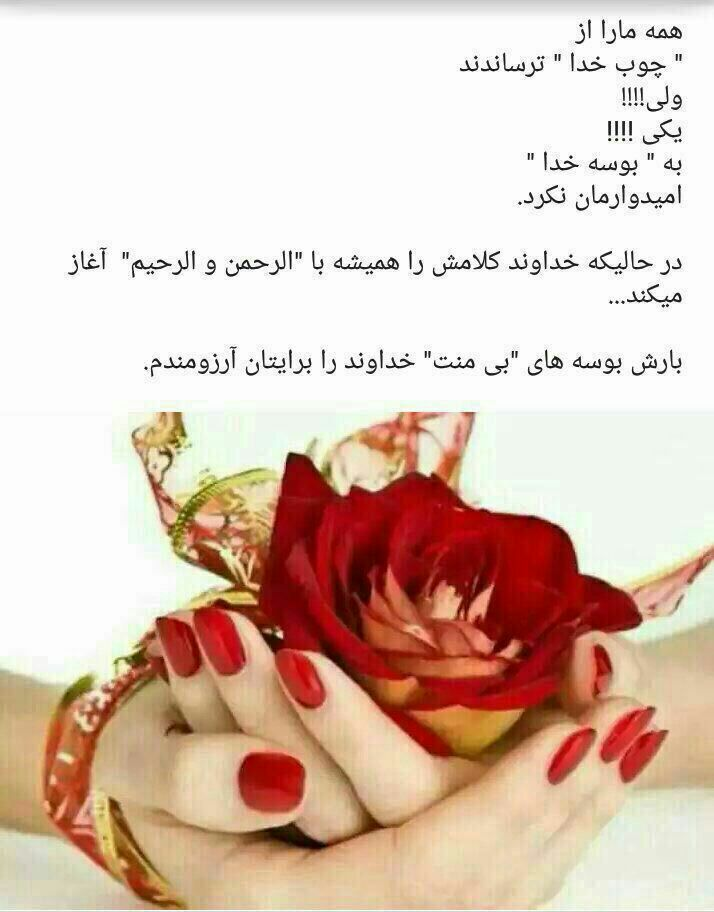 همه مارا از
" چوب خدا " ترساندند
ولی!!!!
یکی !!!!
به " بوسه خدا "
امیدوارمان نکرد.
در حالیکه خداوند کلامش را همیشه با "الرحمن و الرحیم" آغاز
میکند...
بارش بوسه های "بی منت" خداوند را برایتان آرزومندم.